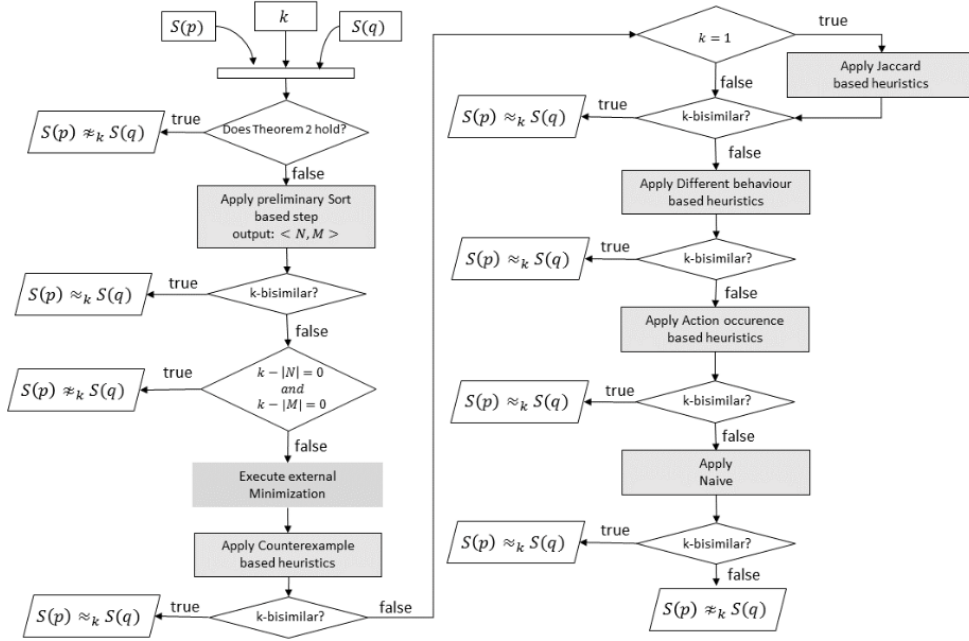 S(p)
k
S(q)
Does Theorem 2 hold?
true
S(p) ≉ₖ S(q)
false
Apply preliminary Sort
based step
output: < N, M >
k-bisimilar?
true
S(p) ≈ₖ S(q)
false
k − |N| = 0
and
k − |M| = 0
true
S(p) ≉ₖ S(q)
false
Execute external
Minimization
Apply Counterexample
based heuristics
k-bisimilar?
true
S(p) ≈ₖ S(q)
false
k = 1
true
Apply Jaccard
based heuristics
false
k-bisimilar?
true
S(p) ≈ₖ S(q)
false
Apply Different behaviour
based heuristics
k-bisimilar?
true
S(p) ≈ₖ S(q)
false
Apply Action occurence
based heuristics
k-bisimilar?
true
S(p) ≈ₖ S(q)
false
Apply
Naive
k-bisimilar?
true
S(p) ≈ₖ S(q)
false
S(p) ≉ₖ S(q)